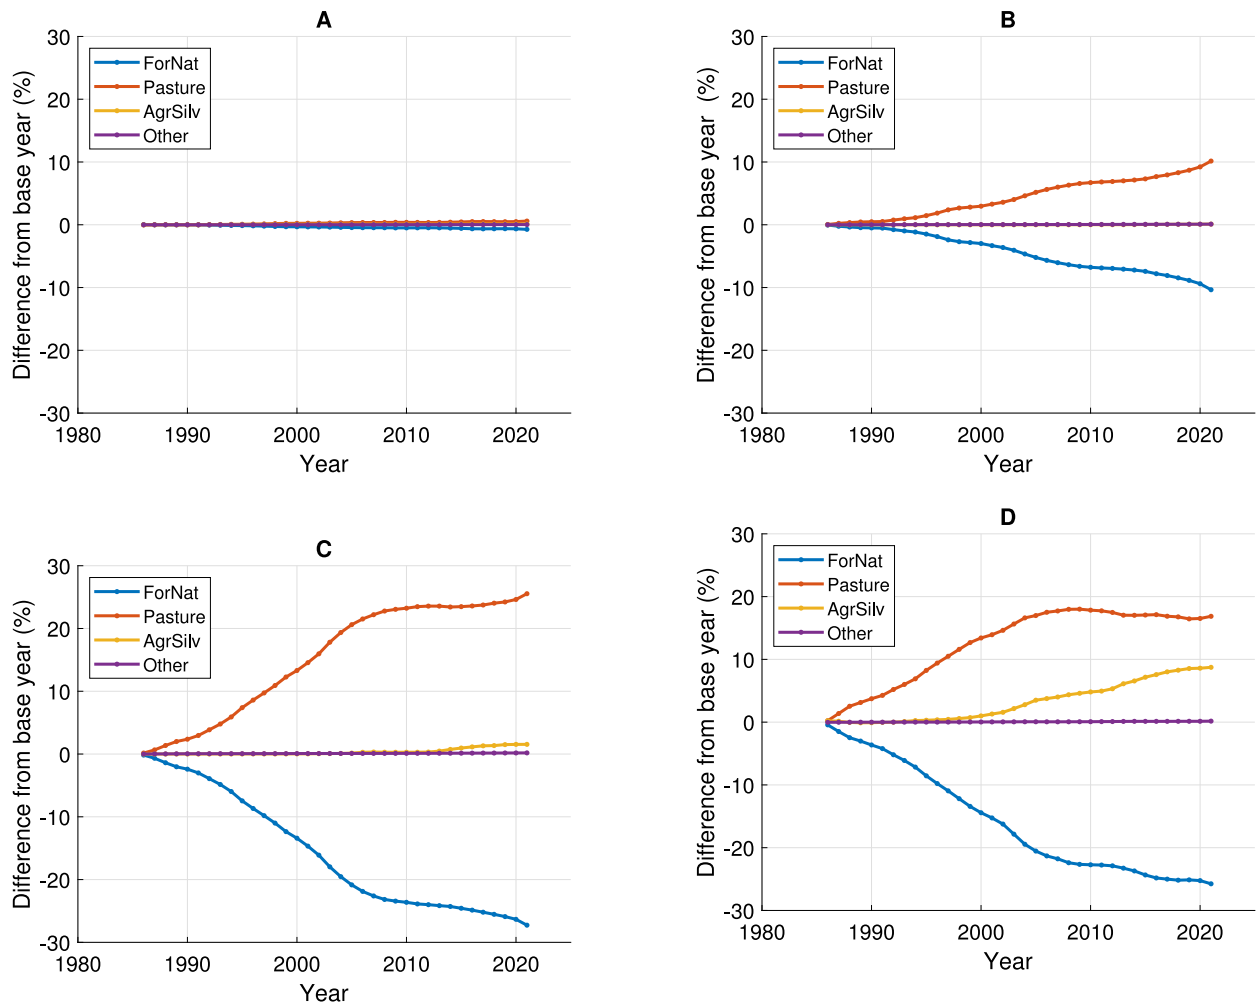 A
Difference from base year (%)
30
20
10
0
-10
-20
-30
ForNat
Pasture
AgrSilv
Other
1980
1990
2000
2010
2020
Year
B
Difference from base year (%)
30
20
10
0
-10
-20
-30
ForNat
Pasture
AgrSilv
Other
1980
1990
2000
2010
2020
Year
C
Difference from base year (%)
30
20
10
0
-10
-20
-30
ForNat
Pasture
AgrSilv
Other
1980
1990
2000
2010
2020
Year
D
Difference from base year (%)
30
20
10
0
-10
-20
-30
ForNat
Pasture
AgrSilv
Other
1980
1990
2000
2010
2020
Year